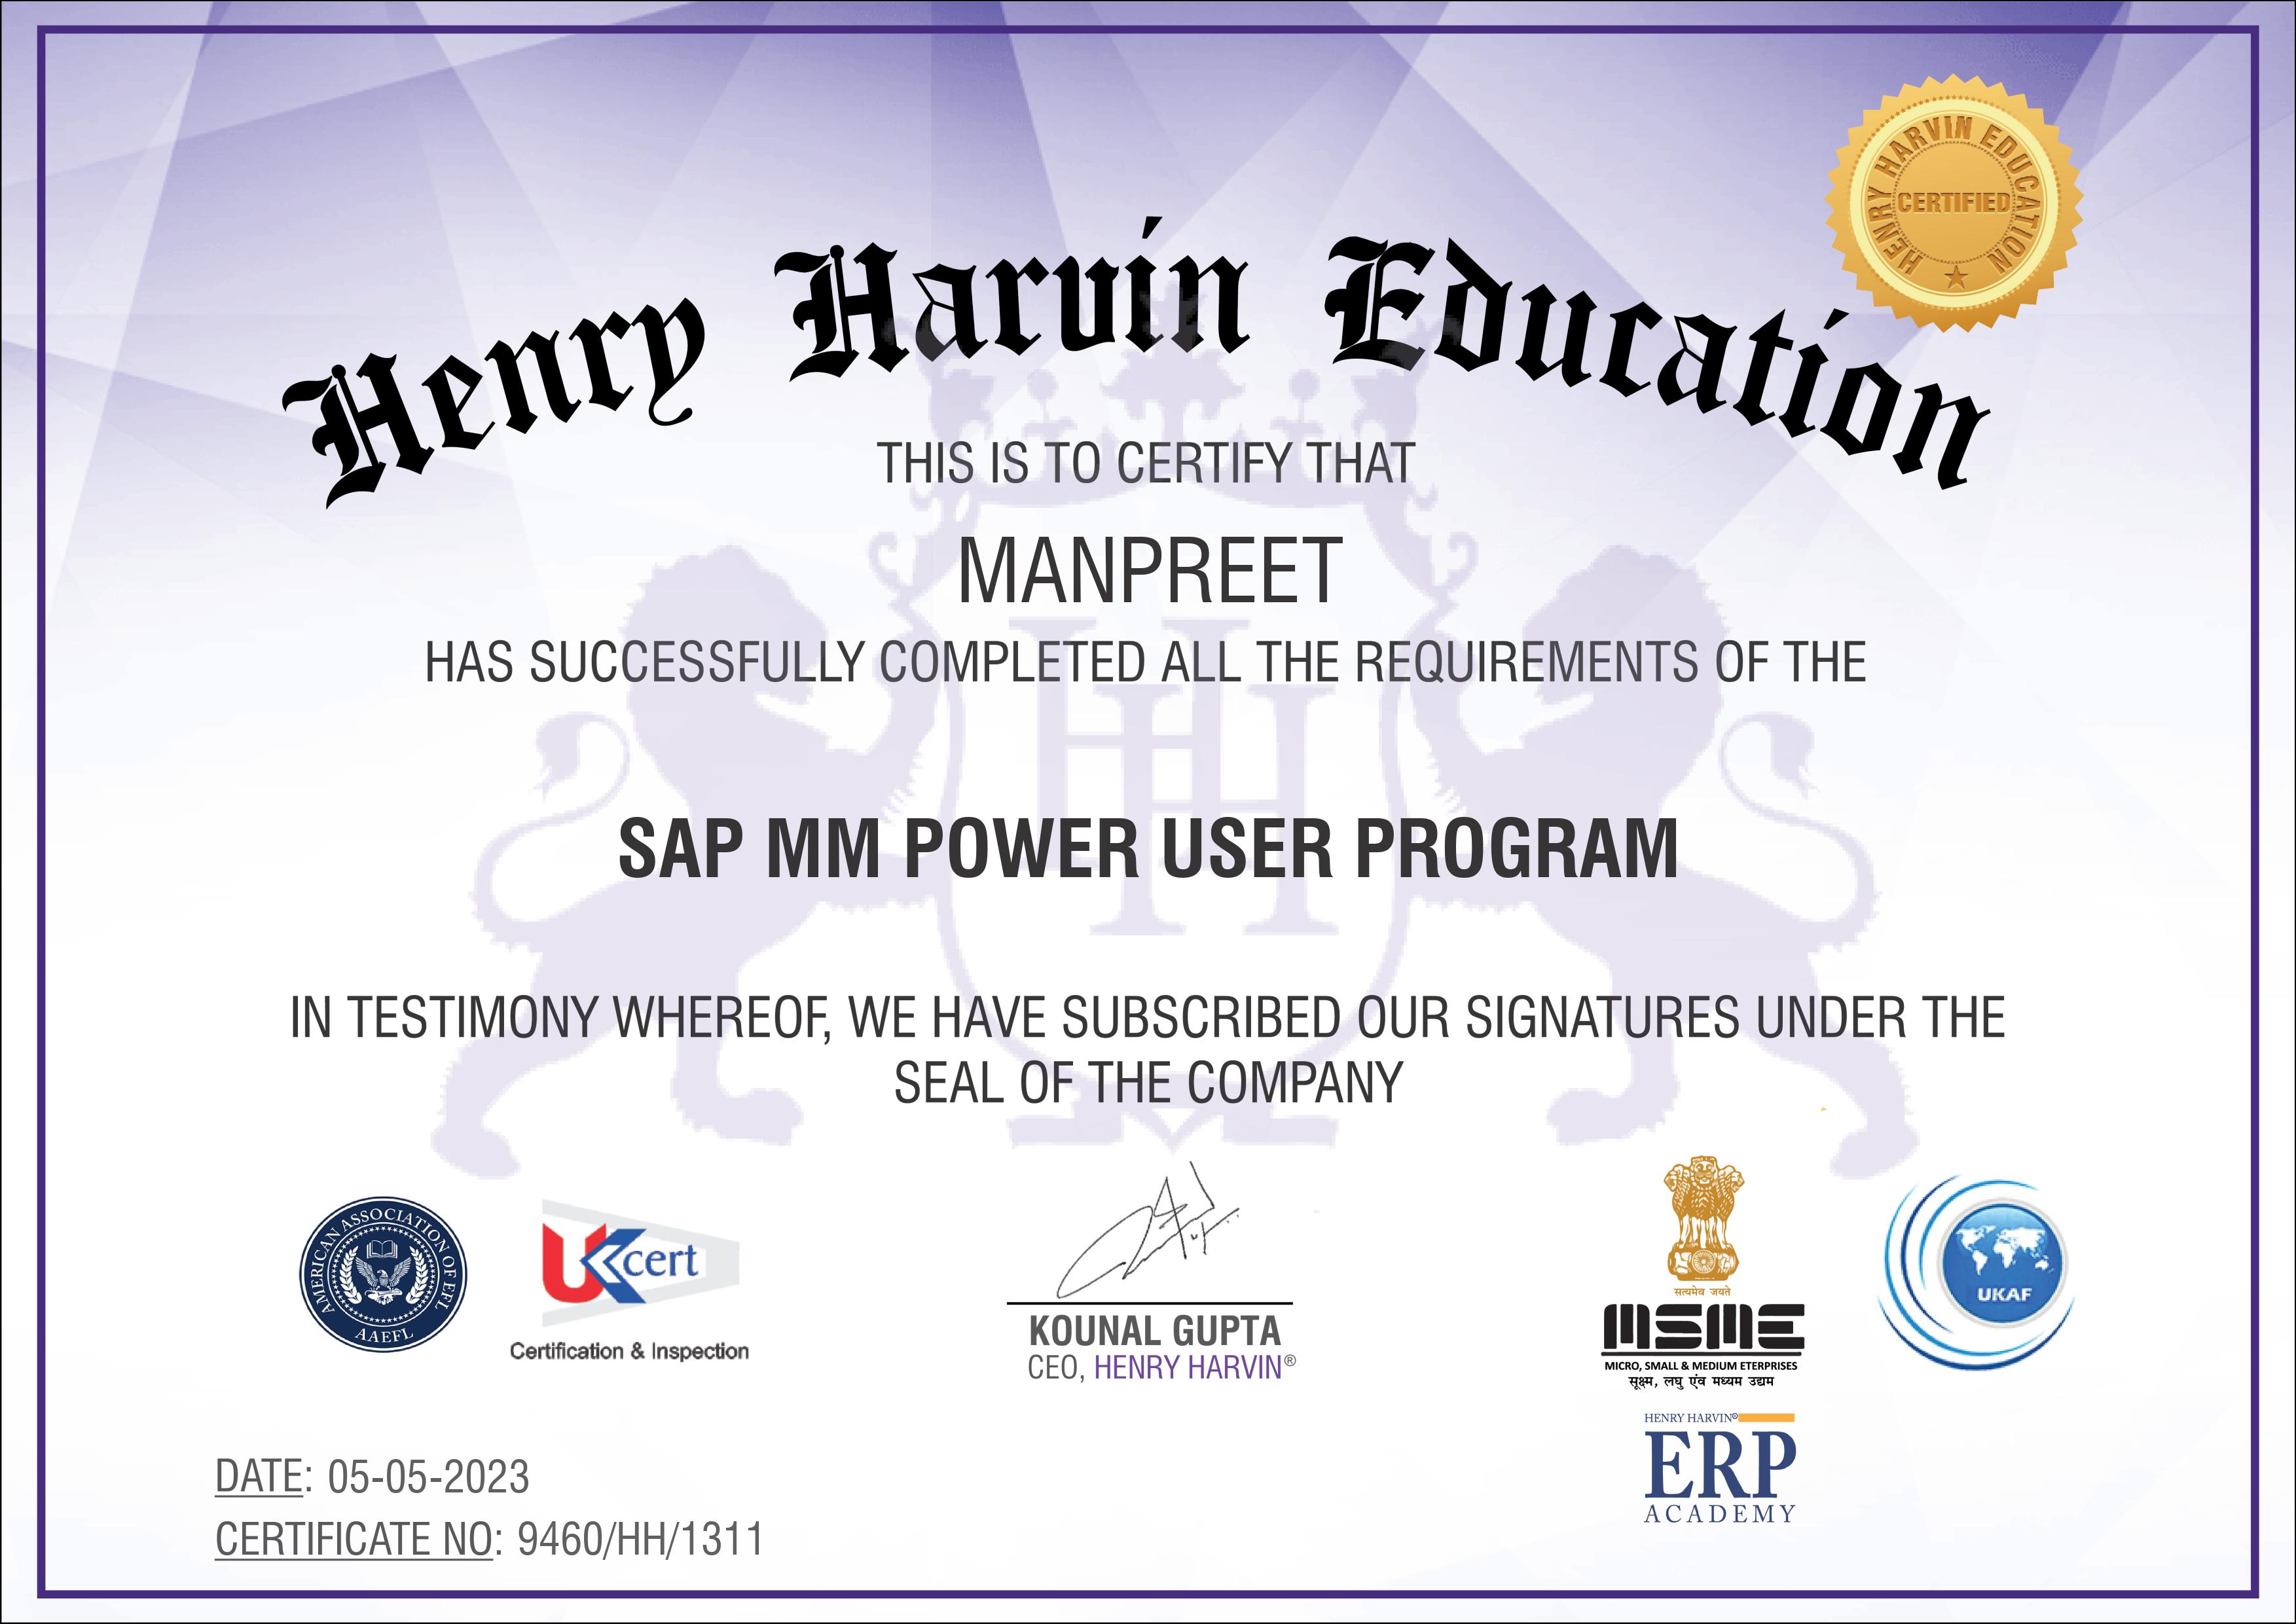 HENRY HARVIN EDUCATION
CERTIFIED
Henry Harvin Education
THIS IS TO CERTIFY THAT
MANPREET
HAS SUCCESSFULLY COMPLETED ALL THE REQUIREMENTS OF THE
HH
SAP MM POWER USER PROGRAM
IN TESTIMONY WHEREOF, WE HAVE SUBSCRIBED OUR SIGNATURES UNDER THE
SEAL OF THE COMPANY
AMERICAN ASSOCIATION OF EFL
AAEFL
UKcert
Certification & Inspection
KOUNAL GUPTA
CEO, HENRY HARVIN®
सत्यमेव जयते
MSME
MICRO, SMALL & MEDIUM ETERPRISES
सूक्ष्म, लघु एंव मध्यम उद्यम
UKAF
HENRY HARVIN®
ERP
ACADEMY
DATE: 05-05-2023
CERTIFICATE NO: 9460/HH/1311